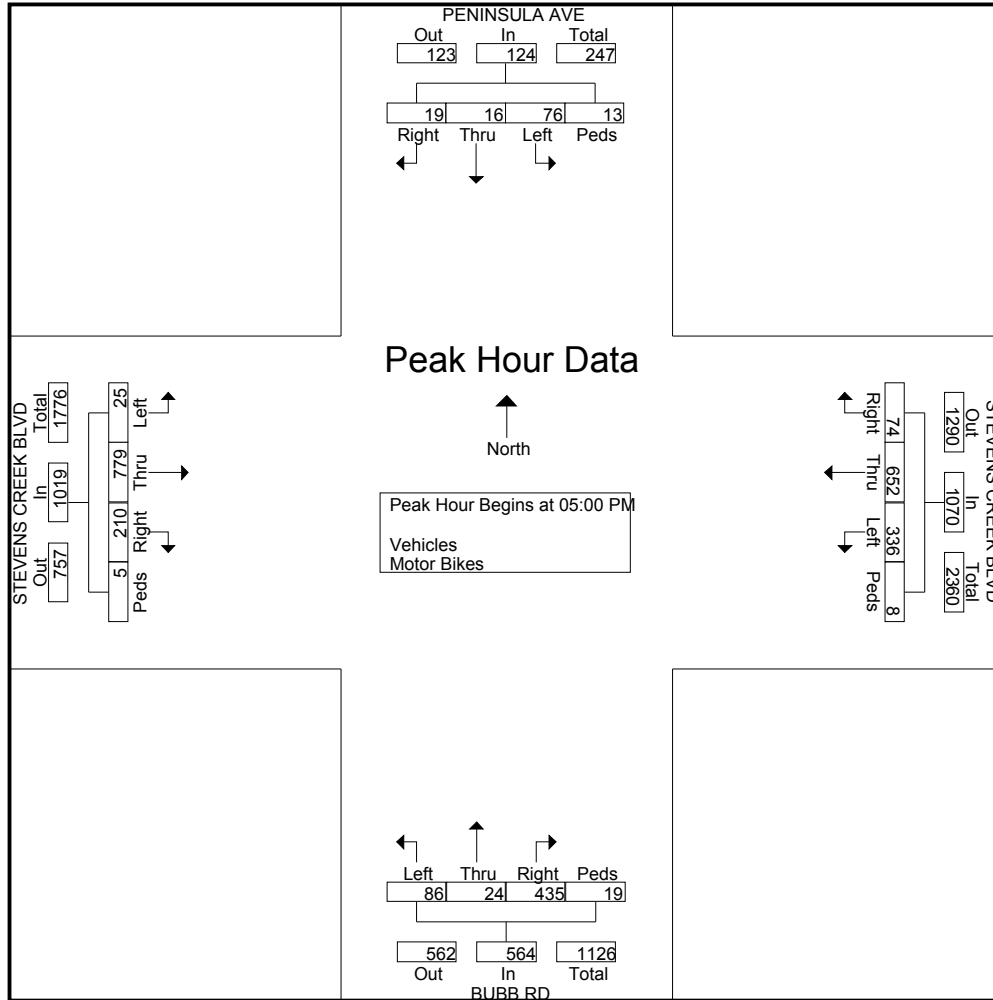 PENINSULA AVE
Out In Total
123 124 247
19 16 76 13
Right Thru Left Peds
Peak Hour Data
North
Peak Hour Begins at 05:00 PM
Vehicles
Motor Bikes
STEVENS CREEK BLVD
Total In Out
1776 1019 757
25 779 210 5
Left Thru Right Peds
STEVENS CREEK BLVD
Out In Total
1290 1070 2360
74 652 336 8
Right Thru Left Peds
Left Thru Right Peds
86 24 435 19
562 564 1126
Out In Total
BUBB RD